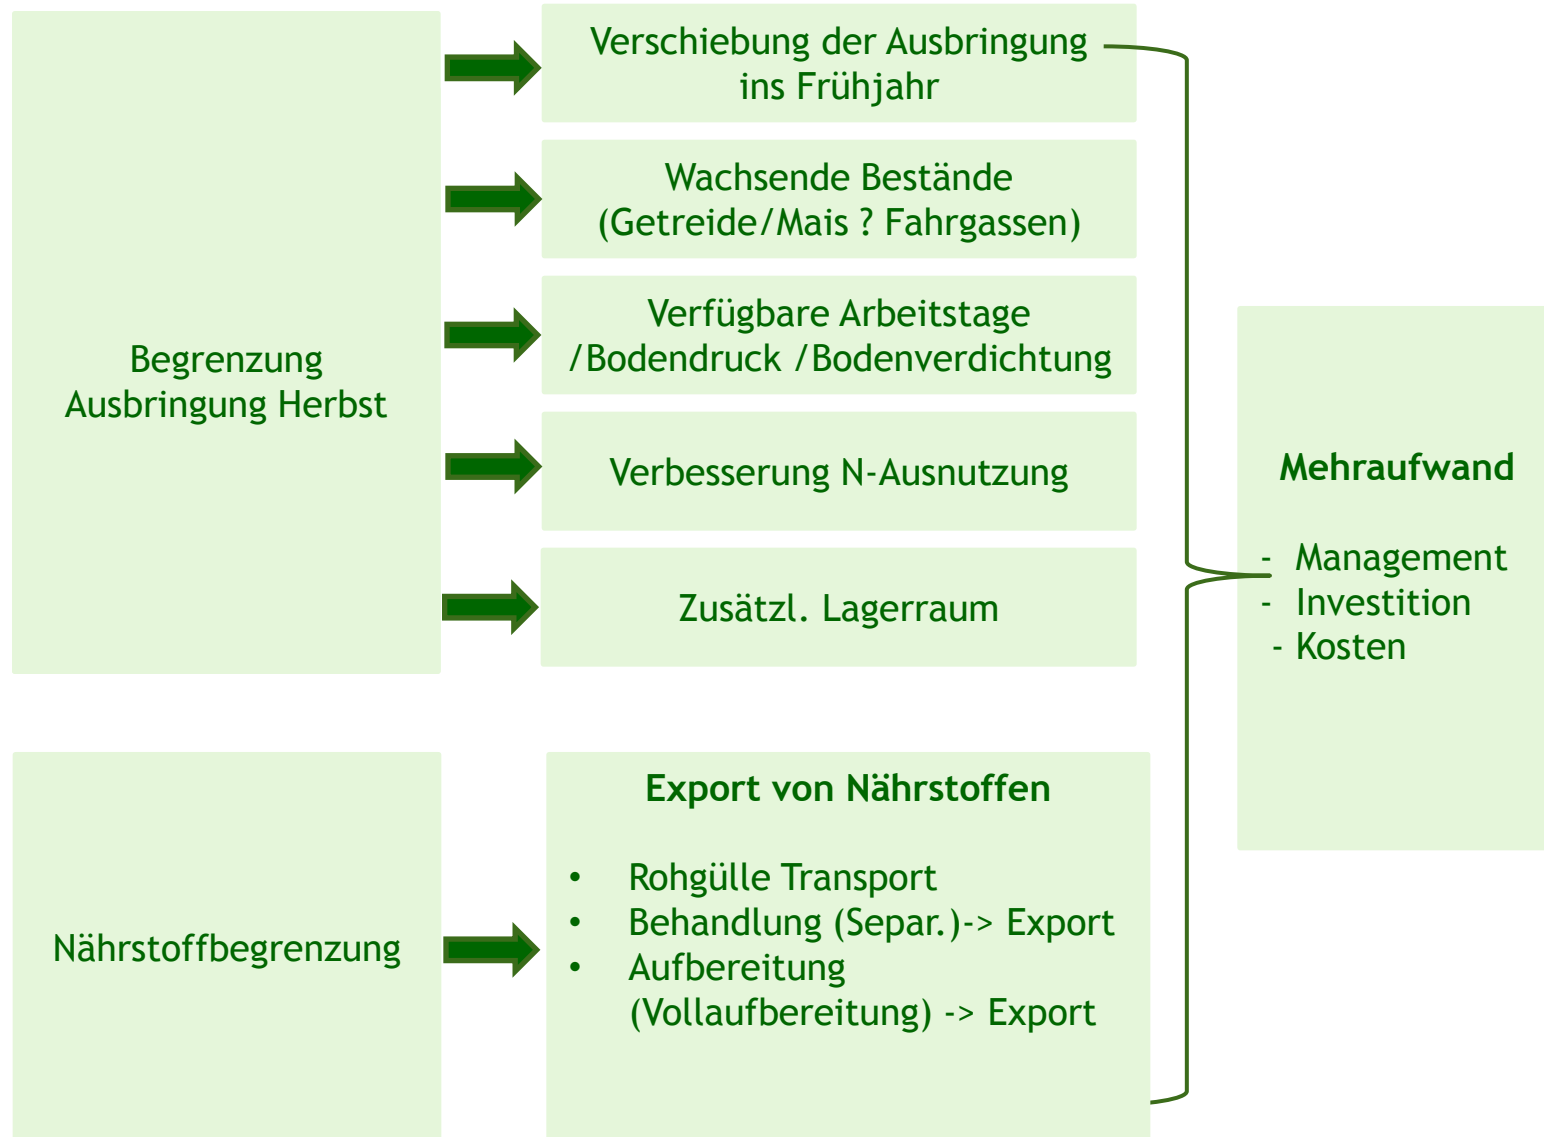 Begrenzung
Ausbringung Herbst
Verschiebung der Ausbringung
ins Frühjahr
Wachsende Bestände
(Getreide/Mais ? Fahrgassen)
Verfügbare Arbeitstage
/Bodendruck /Bodenverdichtung
Verbesserung N-Ausnutzung
Zusätzl. Lagerraum
Mehraufwand
- Management
- Investition
- Kosten
Nährstoffbegrenzung
Export von Nährstoffen
• Rohgülle Transport
• Behandlung (Separ.)-> Export
• Aufbereitung
(Vollaufbereitung) -> Export